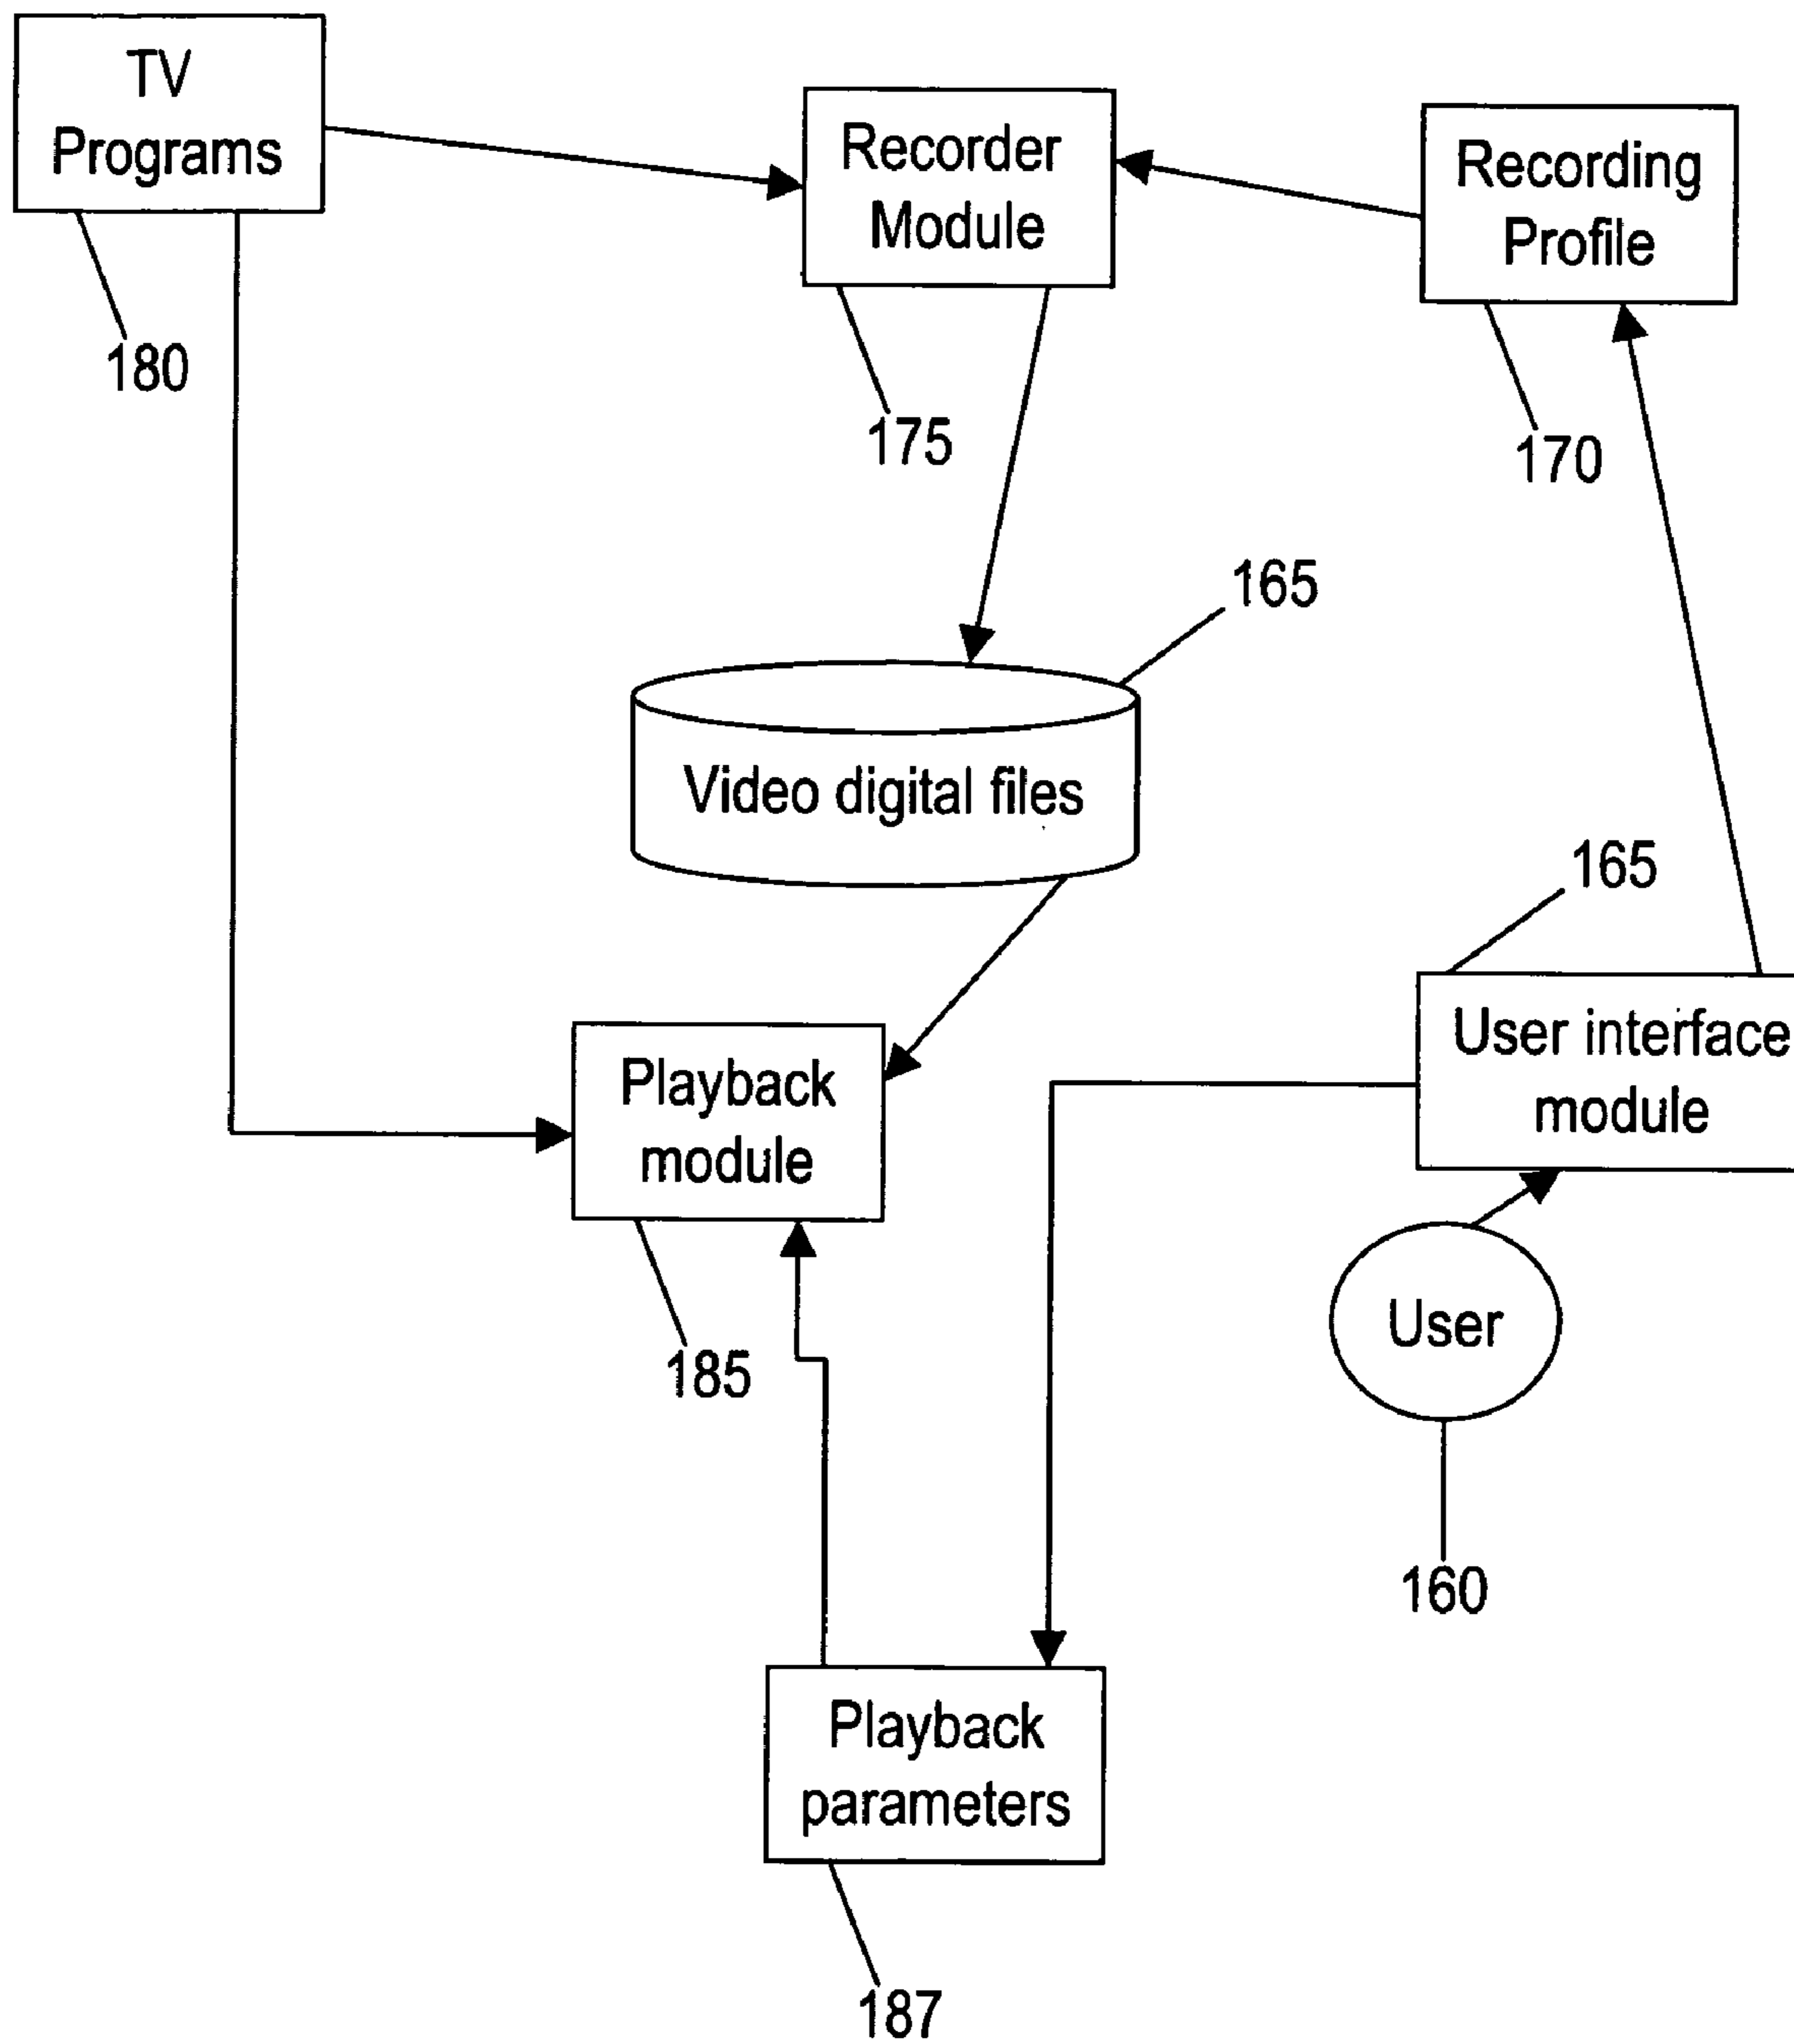 TV
Programs
180
Recorder
Module
175
Recording
Profile
170
165
Video digital files
165
User interface
module
Playback
module
185
User
160
Playback
parameters
187